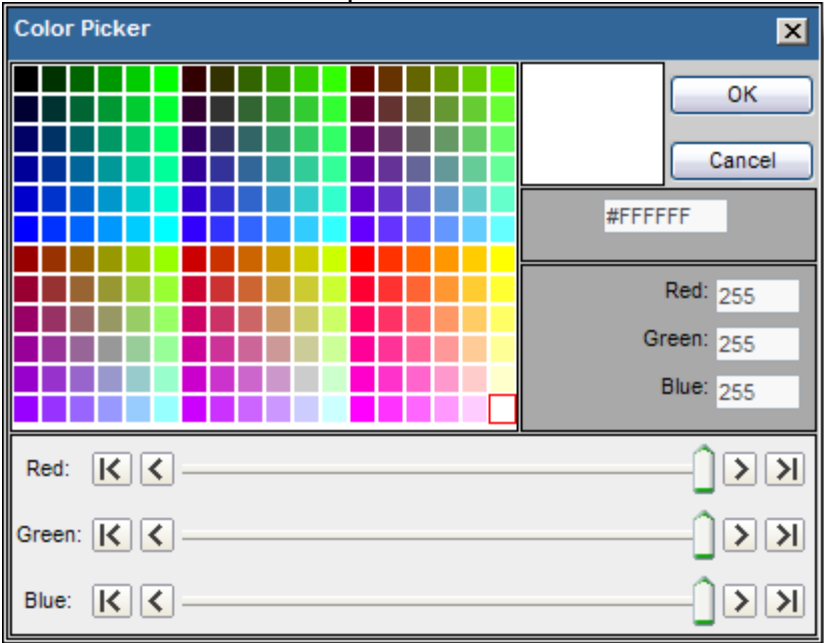 Color Picker
OK
Cancel
#FFFFFF
Red: 255
Green: 255
Blue: 255
Red:
Green:
Blue: